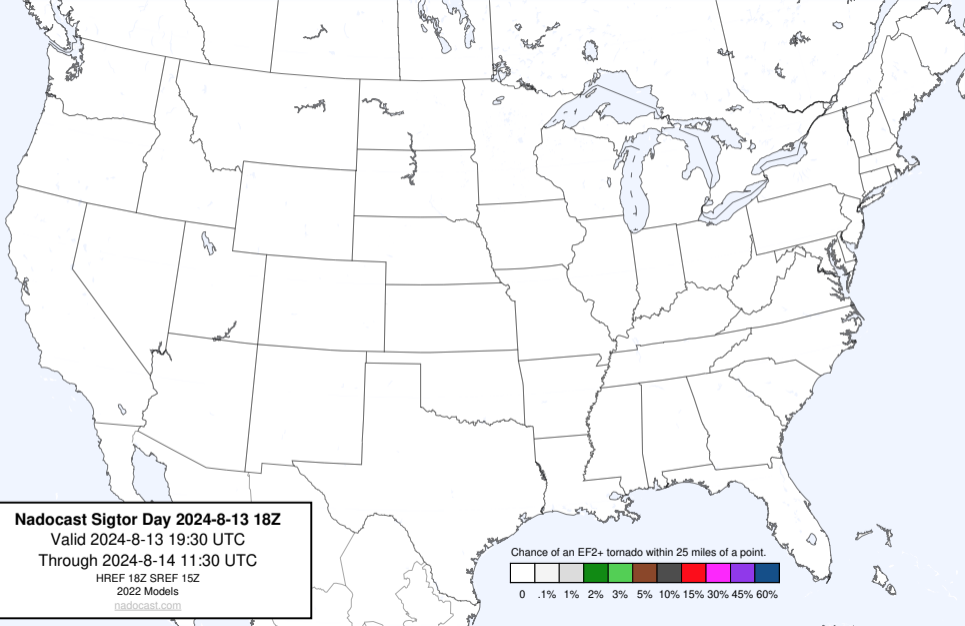 Nadocast Sigtor Day 2024-8-13 18Z
Valid 2024-8-13 19:30 UTC
Through 2024-8-14 11:30 UTC
HREF 18Z SREF 15Z
2022 Models
nadocast.com
Chance of an EF2+ tornado within 25 miles of a point.
0 .1% 1% 2% 3% 5% 10% 15% 30% 45% 60%